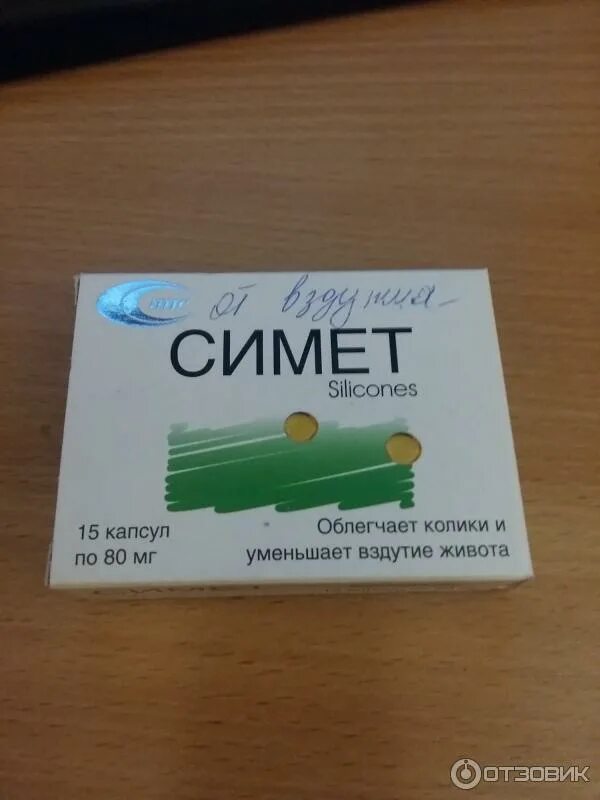 от вздутия
СИМЕТ
Silicones
15 капсул
по 80 мг
Облегчает колики и
уменьшает вздутие живота
ОТЗОВИК